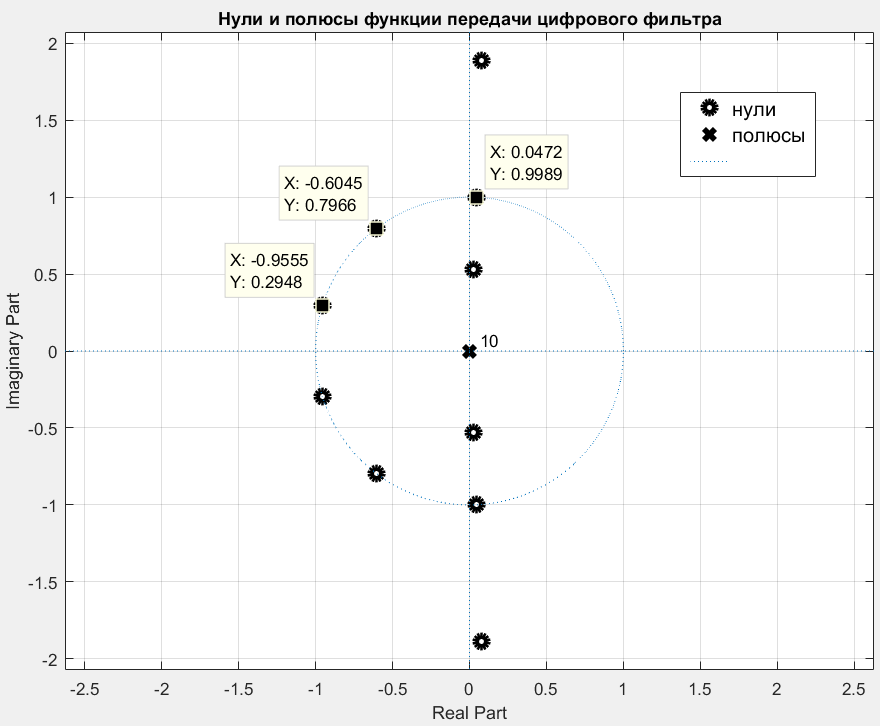 Нули и полюсы функции передачи цифрового фильтра
2
1.5
1
0.5
0
-0.5
-1
-1.5
-2
Imaginary Part
X: 0.0472
Y: 0.9989
X: -0.6045
Y: 0.7966
X: -0.9555
Y: 0.2948
10
нули
полюсы
-2.5 -2 -1.5 -1 -0.5 0 0.5 1 1.5 2 2.5
Real Part